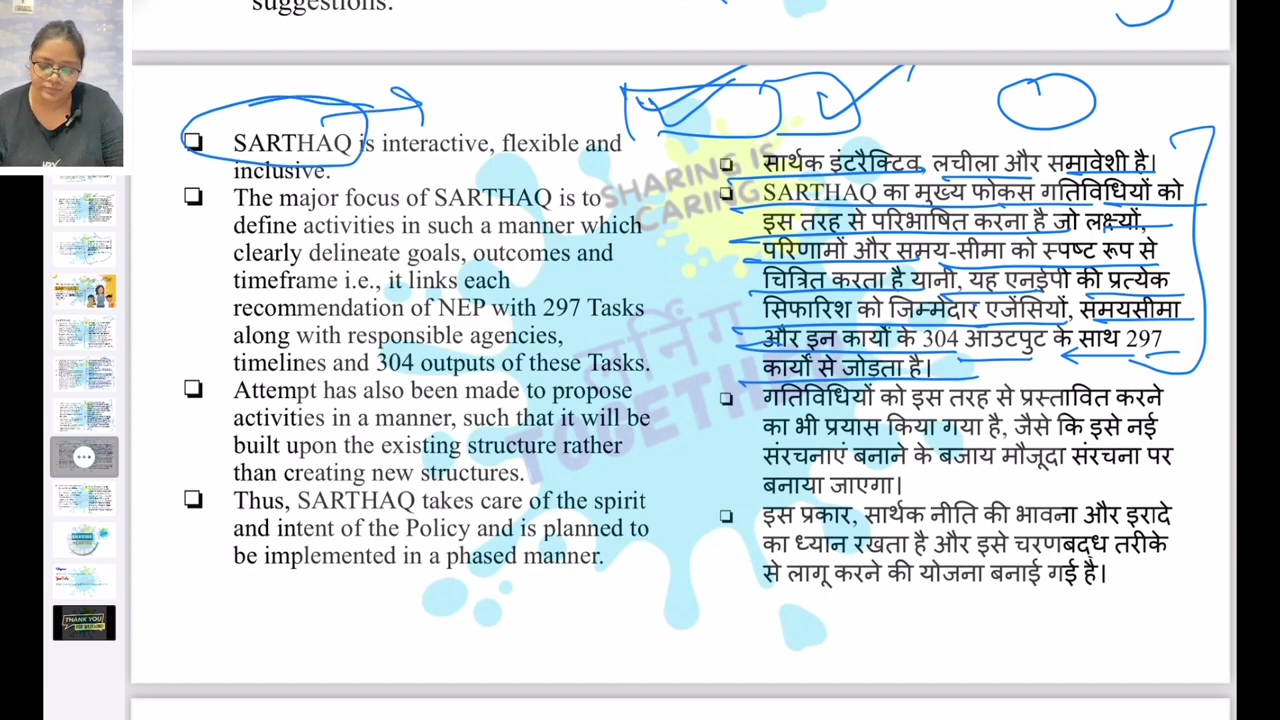 suggestions.
❑ SARTHAQ is interactive, flexible and
inclusive.
❑ The major focus of SARTHAQ is to
define activities in such a manner which
clearly delineate goals, outcomes and
timeframe i.e., it links each
recommendation of NEP with 297 Tasks
along with responsible agencies,
timelines and 304 outputs of these Tasks.
❑ Attempt has also been made to propose
activities in a manner, such that it will be
built upon the existing structure rather
than creating new structures.
❑ Thus, SARTHAQ takes care of the spirit
and intent of the Policy and is planned to
be implemented in a phased manner.
❑ सार्थक इंटरैक्टिव, लचीला और समावेशी है।
❑ SARTHAQ का मुख्य फोकस गतिविधियों को
इस तरह से परिभाषित करना है जो लक्ष्यों,
परिणामों और समय-सीमा को स्पष्ट रूप से
चित्रित करता है यानी, यह एनईपी की प्रत्येक
सिफारिश को जिम्मेदार एजेंसियों, समयसीमा
और इन कार्यों के 304 आउटपुट के साथ 297
कार्यों से जोड़ता है।
❑ गतिविधियों को इस तरह से प्रस्तावित करने
का भी प्रयास किया गया है, जैसे कि इसे नई
संरचनाएं बनाने के बजाय मौजूदा संरचना पर
बनाया जाएगा।
❑ इस प्रकार, सार्थक नीति की भावना और इरादे
का ध्यान रखता है और इसे चरणबद्ध तरीके
से लागू करने की योजना बनाई गई है।
SHARING IS
CARING
THANK YOU